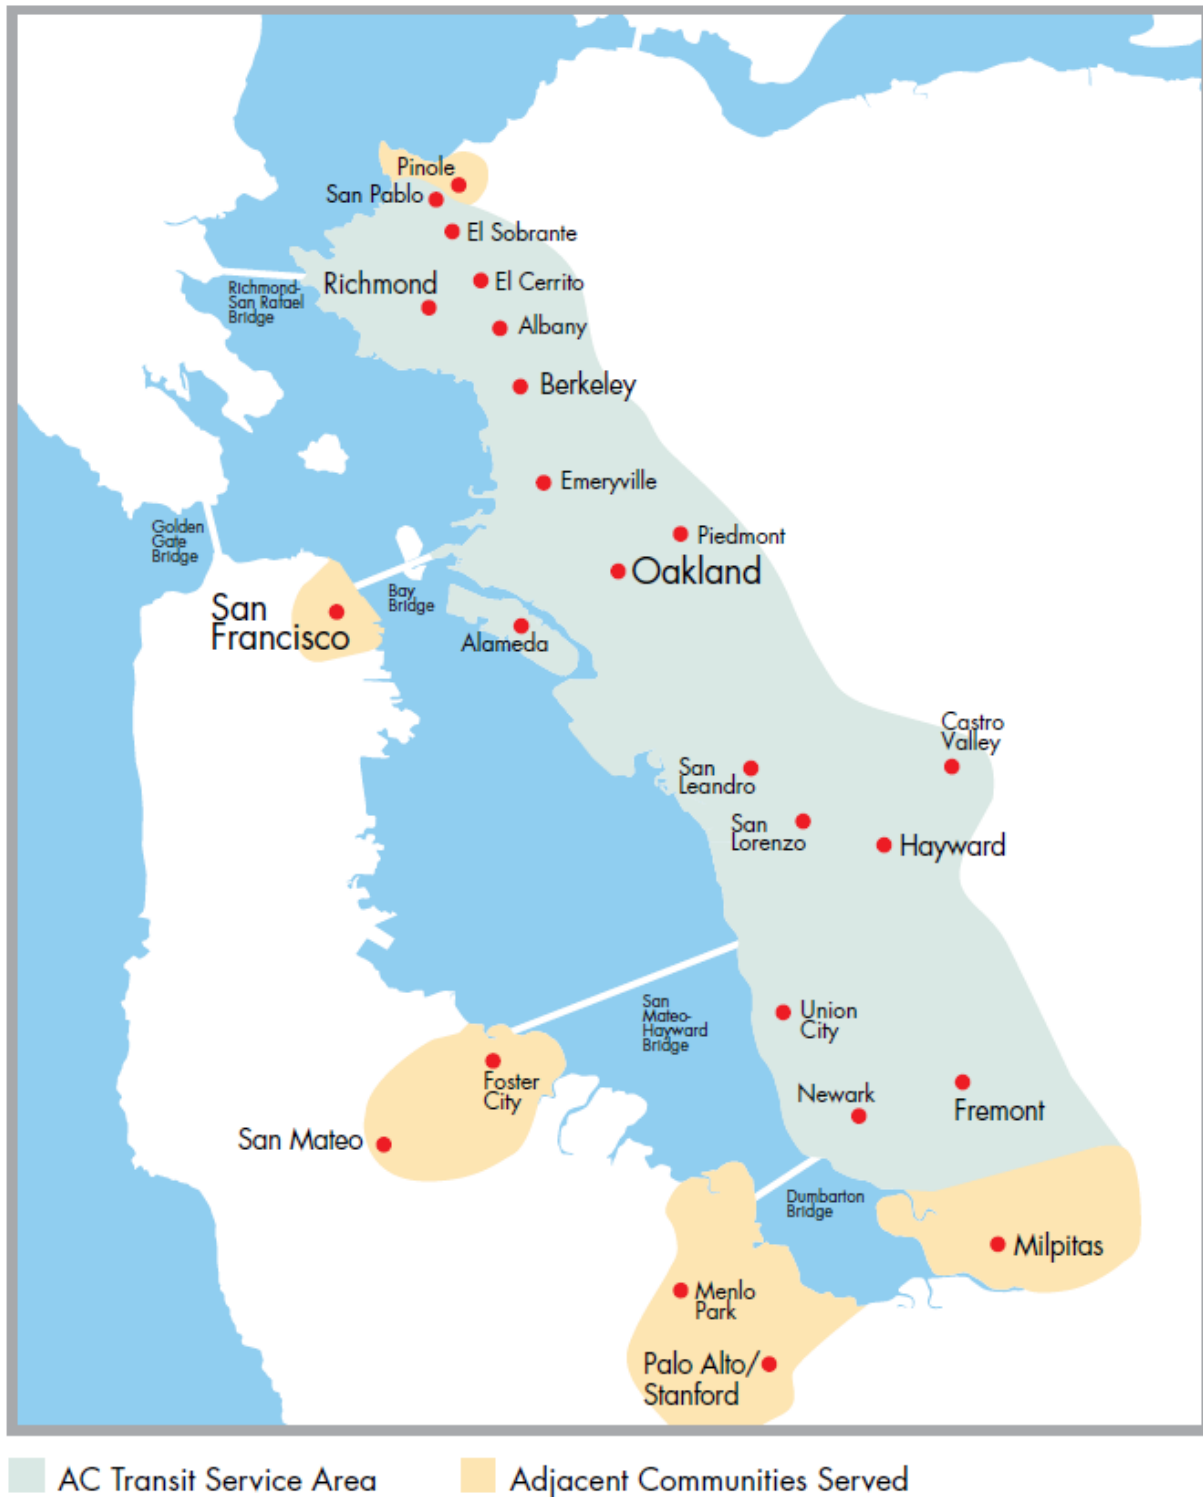 Pinole
San Pablo
El Sobrante
Richmond
El Cerrito
Richmond-
San Rafael
Bridge
Albany
Berkeley
Emeryville
Golden
Gate
Bridge
Piedmont
Oakland
Bay
Bridge
San
Francisco
Alameda
Castro
Valley
San
Leandro
San
Lorenzo
Hayward
San
Mateo-
Hayward
Bridge
Union
City
Foster
City
Newark
Fremont
San Mateo
Dumbarton
Bridge
Milpitas
Menlo
Park
Palo Alto/
Stanford
AC Transit Service Area
Adjacent Communities Served